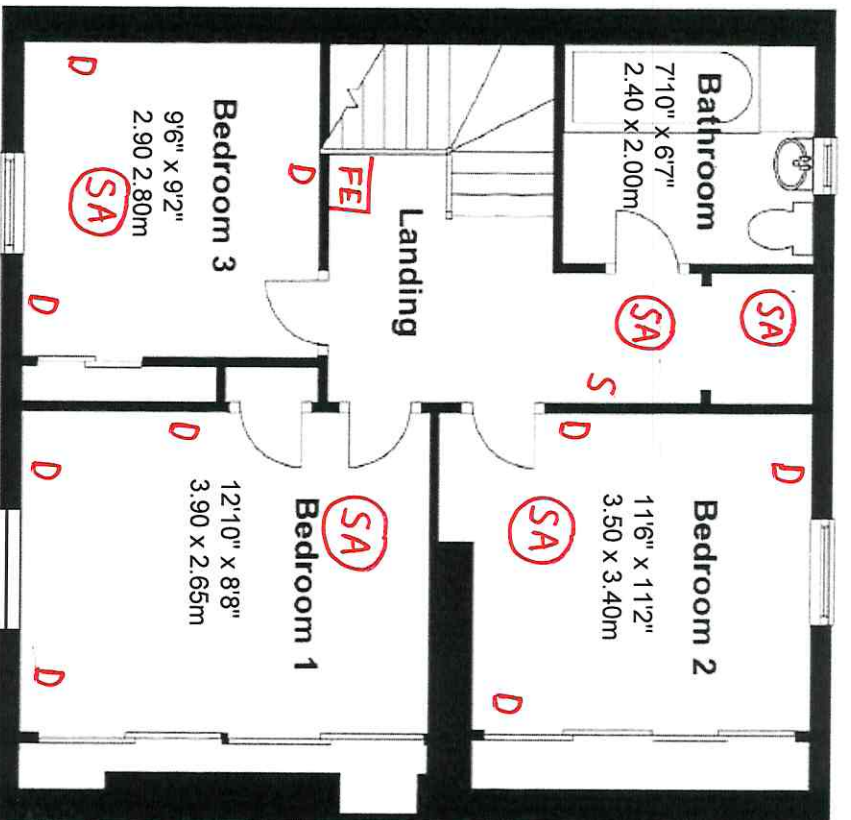 Bathroom
7'10" x 6'7"
2.40 x 2.00m
SA
SA
S
D
Bedroom 2
11'6" x 11'2"
3.50 x 3.40m
D
SA
D
Landing
FE
SA
Bedroom 1
12'10" x 8'8"
3.90 x 2.65m
D
D
D
D
Bedroom 3
9'6" x 9'2"
2.90 2.80m
SA
D
D